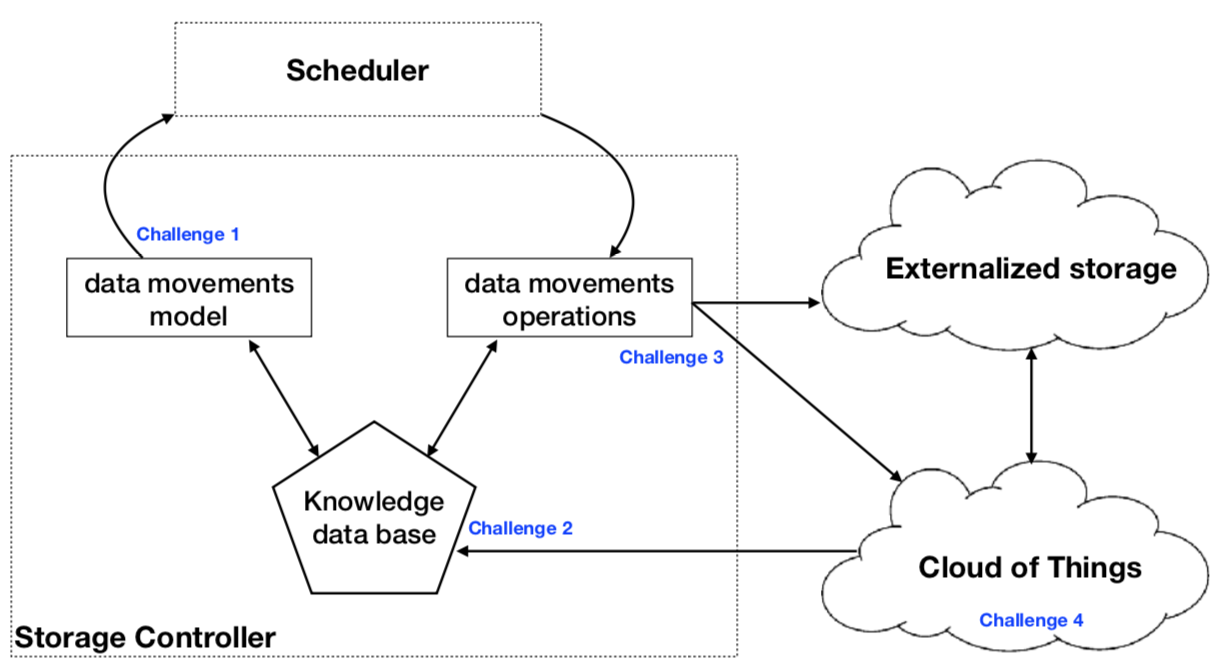 Scheduler
Challenge 1
data movements
model
data movements
operations
Challenge 3
Externalized storage
Knowledge
data base
Challenge 2
Cloud of Things
Challenge 4
Storage Controller